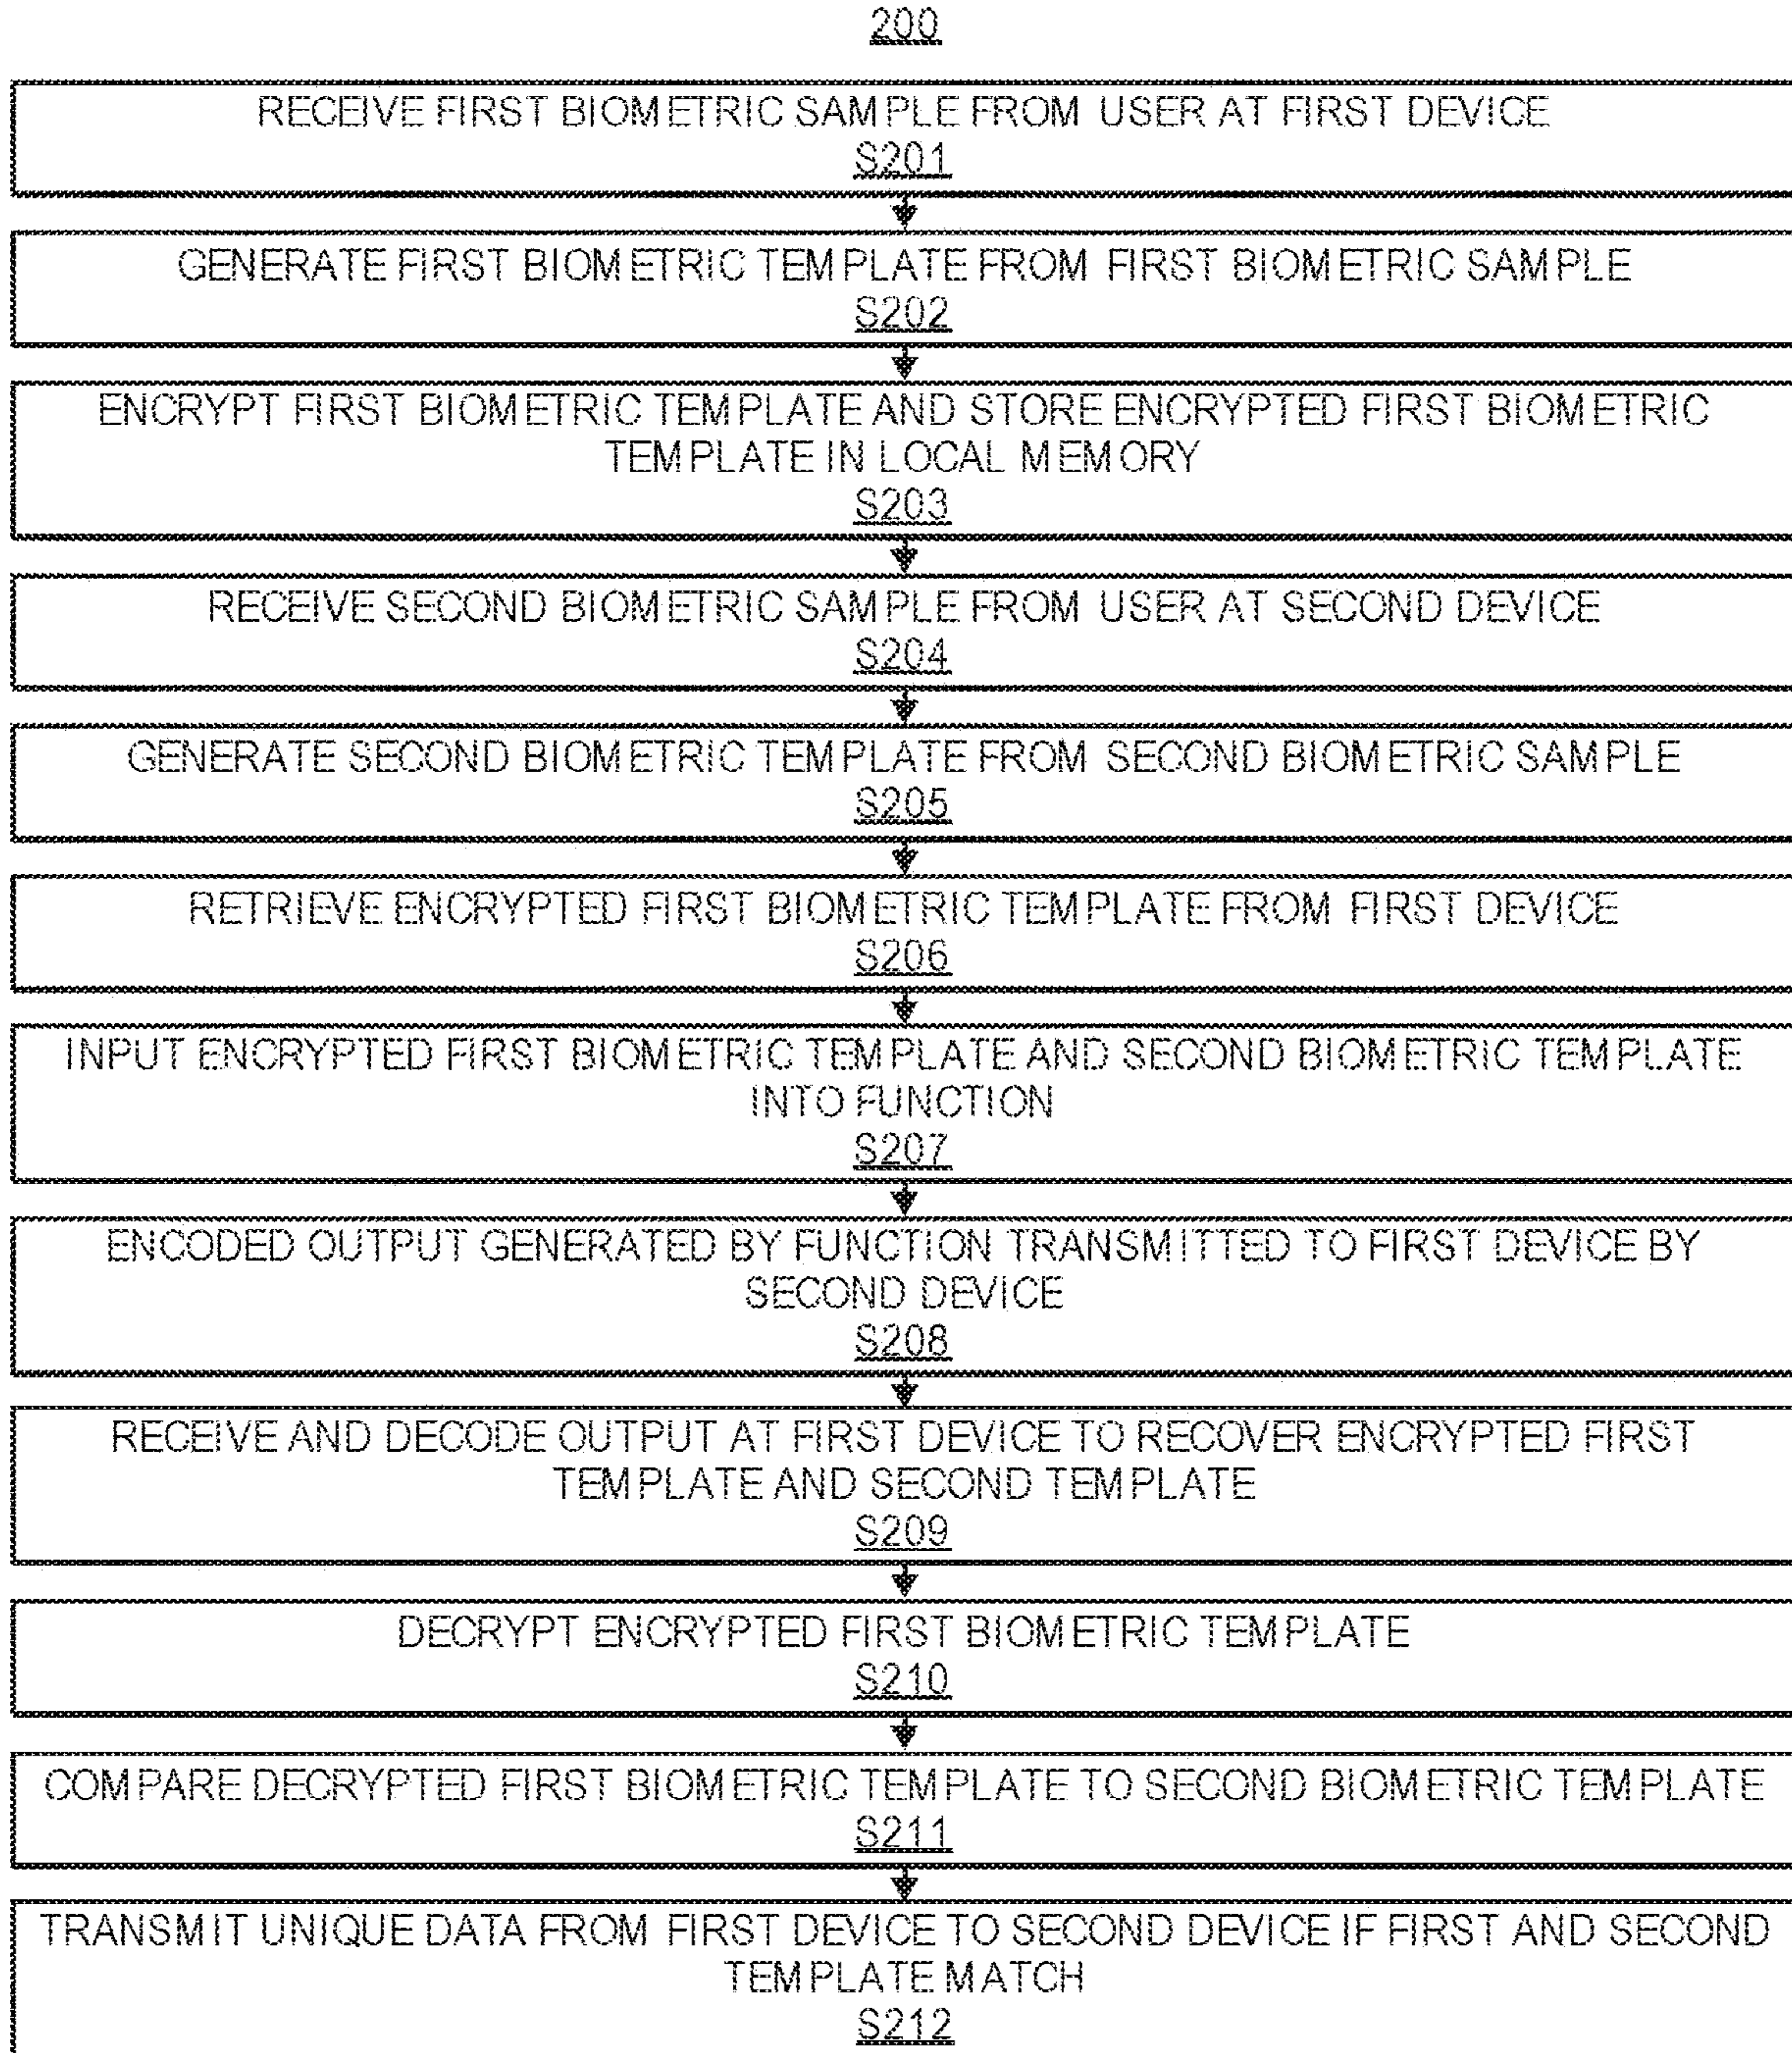 200
RECEIVE FIRST BIOMETRIC SAMPLE FROM USER AT FIRST DEVICE
S201
GENERATE FIRST BIOMETRIC TEMPLATE FROM FIRST BIOMETRIC SAMPLE
S202
ENCRYPT FIRST BIOMETRIC TEMPLATE AND STORE ENCRYPTED FIRST BIOMETRIC
TEMPLATE IN LOCAL MEMORY
S203
RECEIVE SECOND BIOMETRIC SAMPLE FROM USER AT SECOND DEVICE
S204
GENERATE SECOND BIOMETRIC TEMPLATE FROM SECOND BIOMETRIC SAMPLE
S205
RETRIEVE ENCRYPTED FIRST BIOMETRIC TEMPLATE FROM FIRST DEVICE
S206
INPUT ENCRYPTED FIRST BIOMETRIC TEMPLATE AND SECOND BIOMETRIC TEMPLATE
INTO FUNCTION
S207
ENCODED OUTPUT GENERATED BY FUNCTION TRANSMITTED TO FIRST DEVICE BY
SECOND DEVICE
S208
RECEIVE AND DECODE OUTPUT AT FIRST DEVICE TO RECOVER ENCRYPTED FIRST
TEMPLATE AND SECOND TEMPLATE
S209
DECRYPT ENCRYPTED FIRST BIOMETRIC TEMPLATE
S210
COMPARE DECRYPTED FIRST BIOMETRIC TEMPLATE TO SECOND BIOMETRIC TEMPLATE
S211
TRANSMIT UNIQUE DATA FROM FIRST DEVICE TO SECOND DEVICE IF FIRST AND SECOND
TEMPLATE MATCH
S212